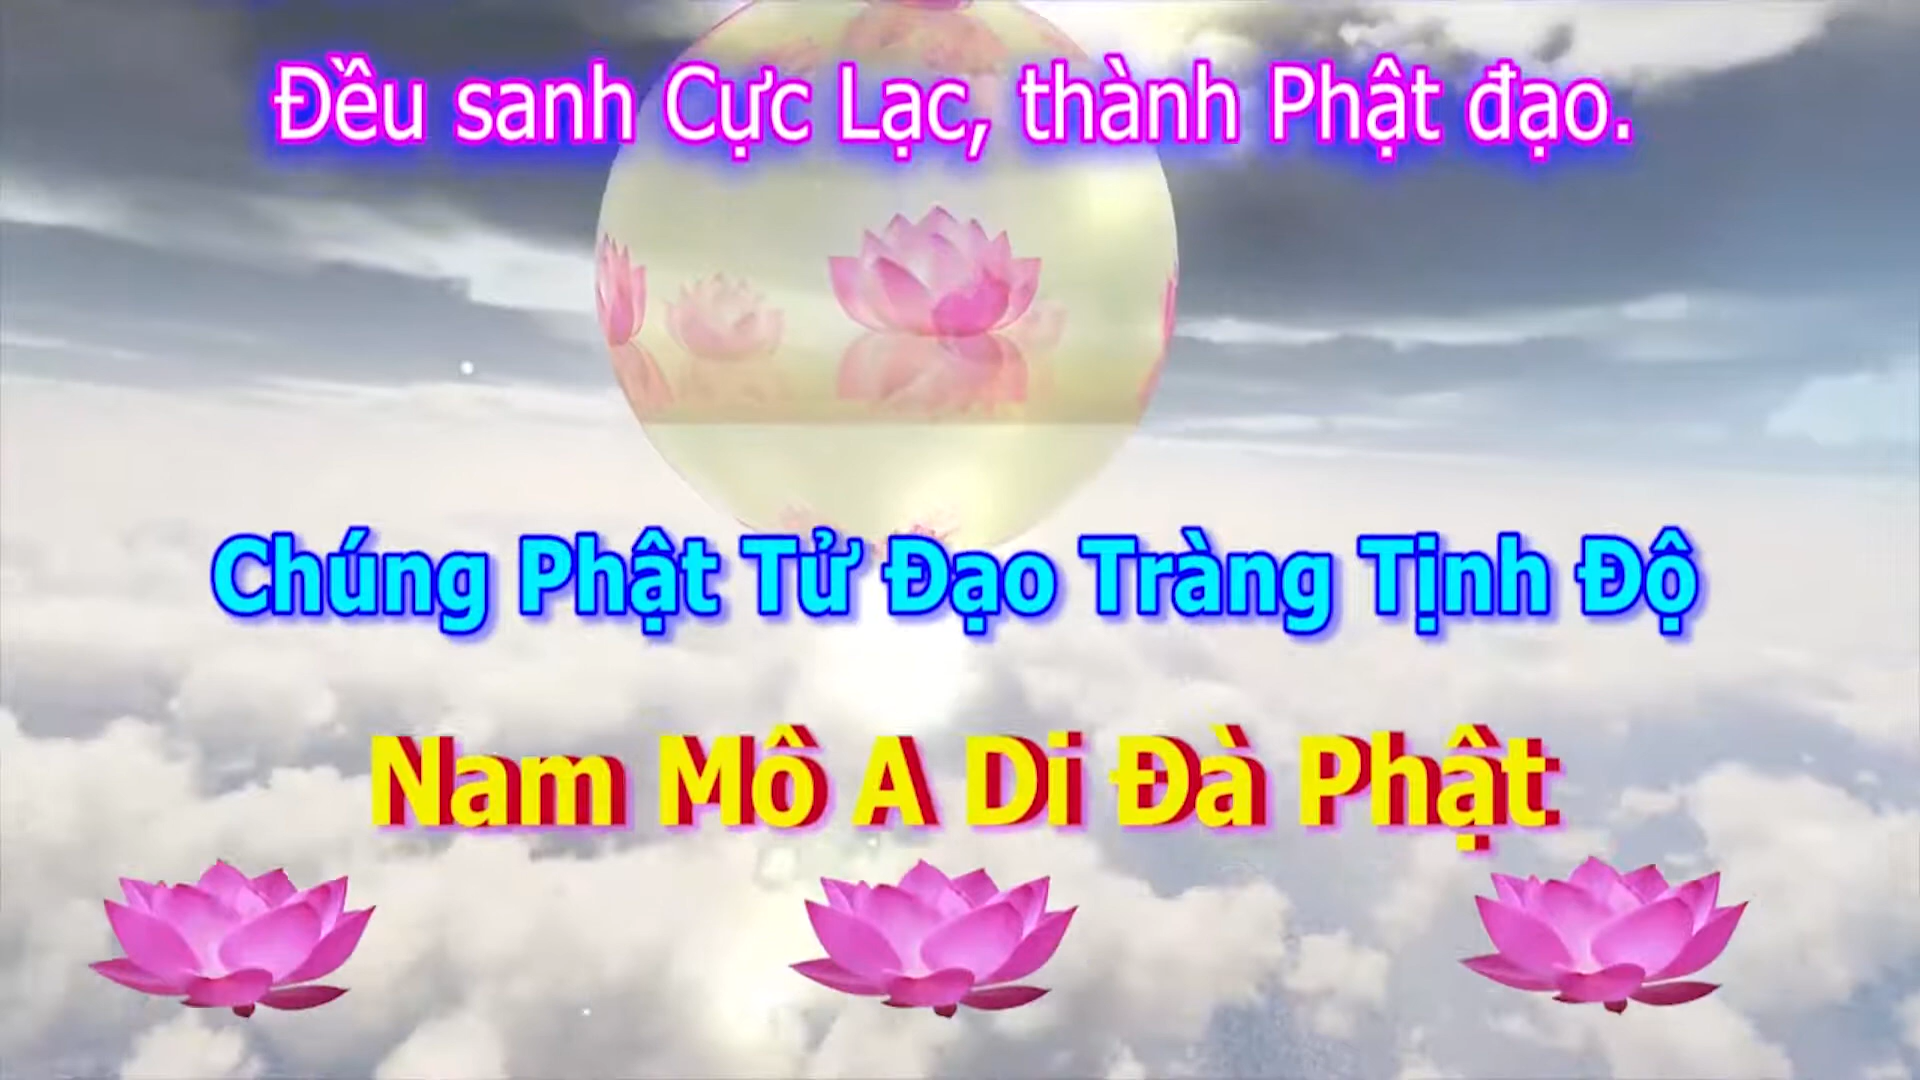 Đều sanh Cực Lạc, thành Phật đạo.
Chúng Phật Tử Đạo Tràng Tịnh Độ
Nam Mô A Di Đà Phật